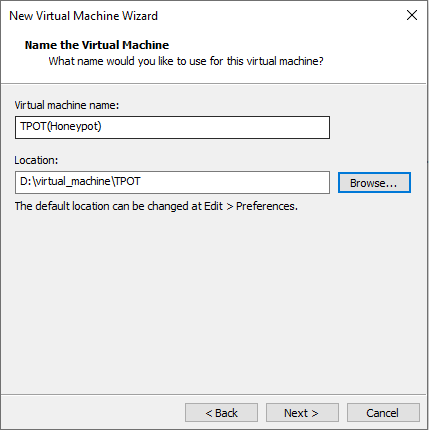 New Virtual Machine Wizard
Name the Virtual Machine
What name would you like to use for this virtual machine?
Virtual machine name:
TPOT(Honeypot)
Location:
D:\virtual_machine\TPOT
Browse...
The default location can be changed at Edit > Preferences.
< Back
Next >
Cancel